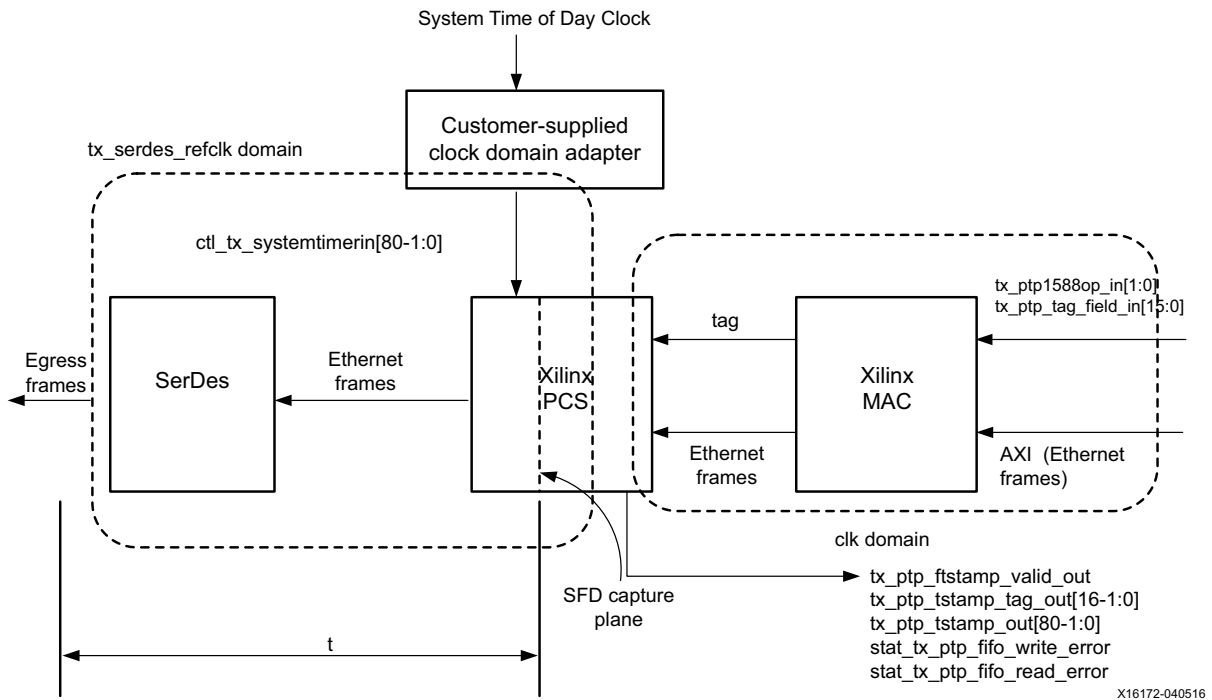 System Time of Day Clock
Customer-supplied
clock domain adapter
tx_serdes_refclk domain
ctl_tx_systemtimerin[80-1:0]
tx_ptp1588op_in[1:0]
tx_ptp_tag_field_in[15:0]
tag
Egress
frames
SerDes
Ethernet
frames
Xilinx
PCS
Xilinx
MAC
Ethernet
frames
AXI (Ethernet
frames)
clk domain
SFD capture
plane
tx_ptp_ftstamp_valid_out
tx_ptp_tstamp_tag_out[16-1:0]
tx_ptp_tstamp_out[80-1:0]
stat_tx_ptp_fifo_write_error
stat_tx_ptp_fifo_read_error
t
X16172-040516